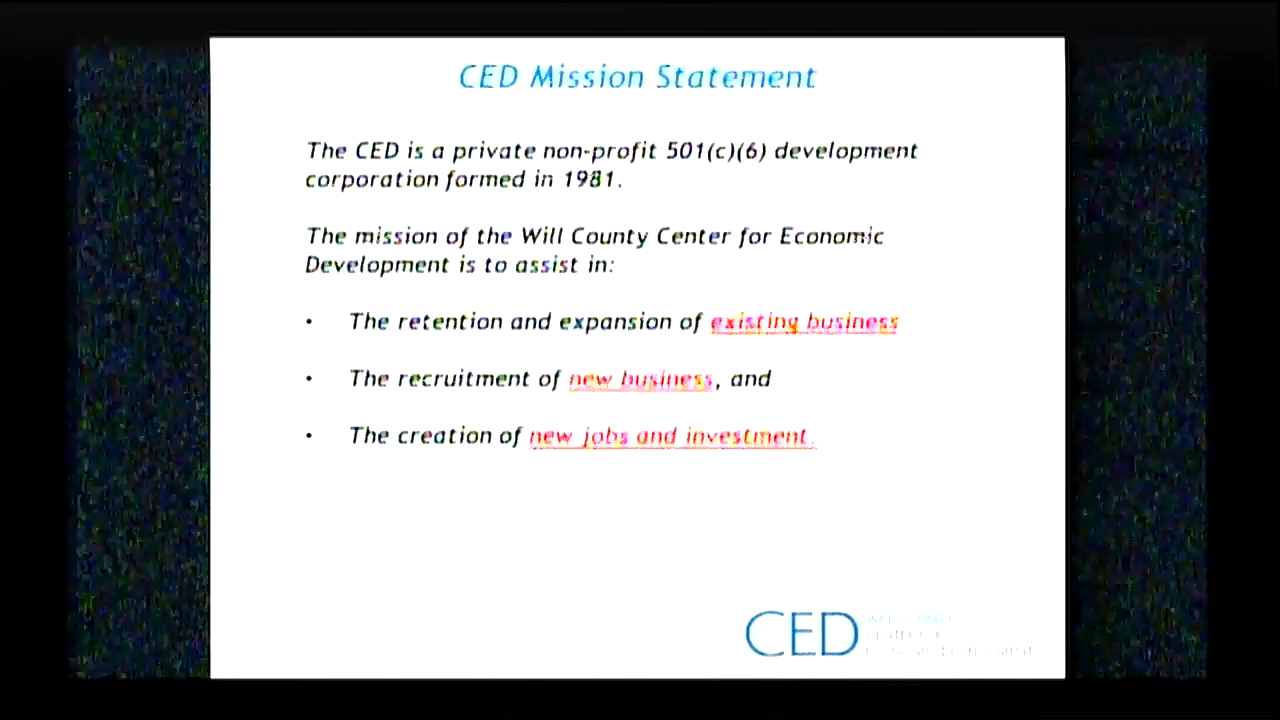 CED Mission Statement
The CED is a private non-profit 501(c)(6) development
corporation formed in 1981.
The mission of the Will County Center for Economic
Development is to assist in:
• The retention and expansion of existing business
• The recruitment of new business, and
• The creation of new jobs and investment.
CED